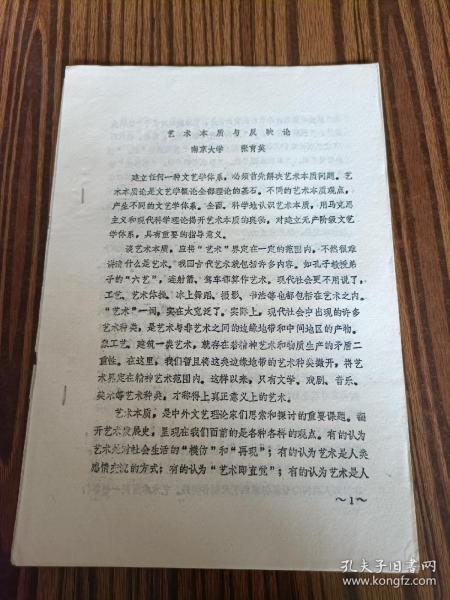 艺术本质与反映论
南京大学 张育英
建立任何一种文艺学体系，必须首先解决艺术本质问题。艺
术本质论是文艺学概论全部理论的基石。不同的艺术本质观点，
产生不同的文艺学体系。全面、科学地认识艺术本质，用马克思
主义和现代科学理论揭开艺术本质的奥秘，对建立无产阶级文艺
学体系，具有重要的指导意义。
谈艺术本质，应将“艺术”界定在一定的范围内，不然很难
讲清什么是艺术。我国古代艺术就包括许多内容。如孔子教授弟
子的“六艺”，连射箭、驾车都算作艺术。现代社会更不用说了，
工艺、艺术体操、冰上舞蹈、摄影、书法等也都包括在艺术之内。
“艺术”一词，实在太宽泛了。实际上，现代社会中出现的许多
艺术种类，是艺术与非艺术之间的边缘地带和中间地区的产物。
象工艺、建筑一类艺术，就存在着精神艺术和物质生产的矛盾二
重性。在这里，我们暂且将这类边缘地带的艺术种类撇开，将艺
术界定在精神艺术范围内。这样以来，只有文学、戏剧、音乐、
美术等艺术种类，才称得上真正意义上的艺术。
艺术本质，是中外文艺理论家们思索和探讨的重要课题。翻
开艺术发展史，呈现在我们面前的是各种各样的观点。有的认为
艺术是对社会生活的“模仿”和“再现”；有的认为艺术是人类
感情表现的方式；有的认为“艺术即直觉”；有的认为艺术是人
～1～
孔夫子旧书网
www.kongfz.com